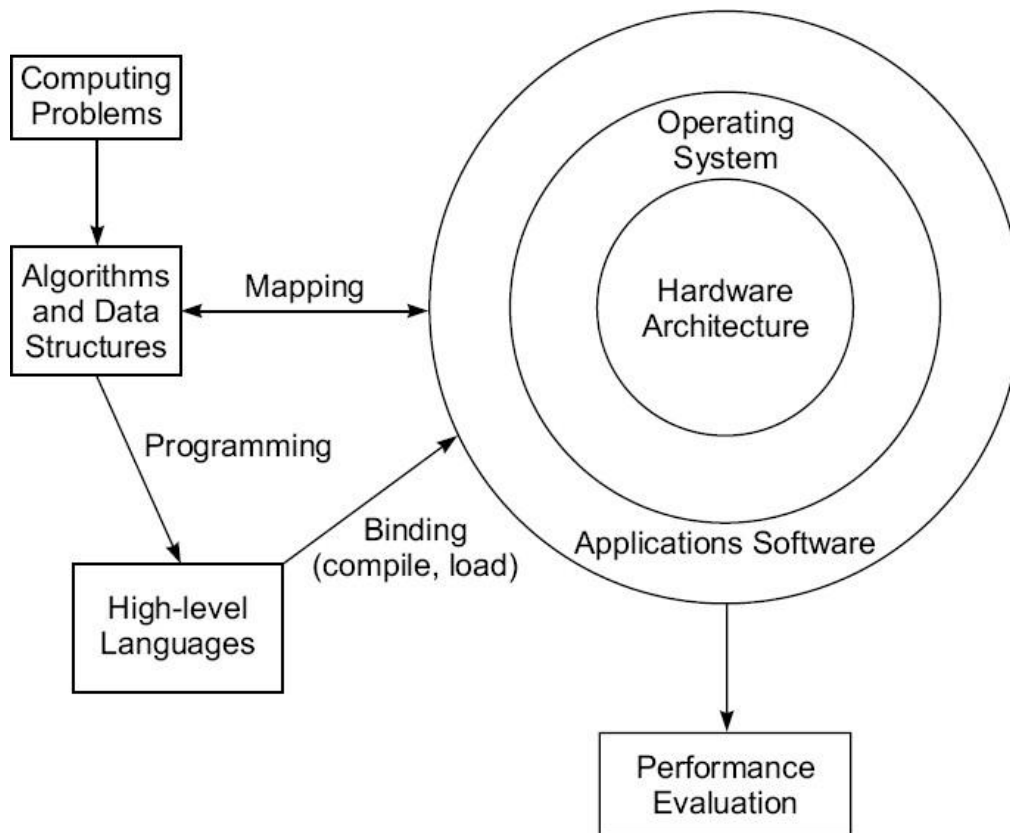 Computing
Problems
Operating
System
Algorithms
and Data
Structures
Mapping
Hardware
Architecture
Programming
Binding
(compile, load)
Applications Software
High-level
Languages
Performance
Evaluation